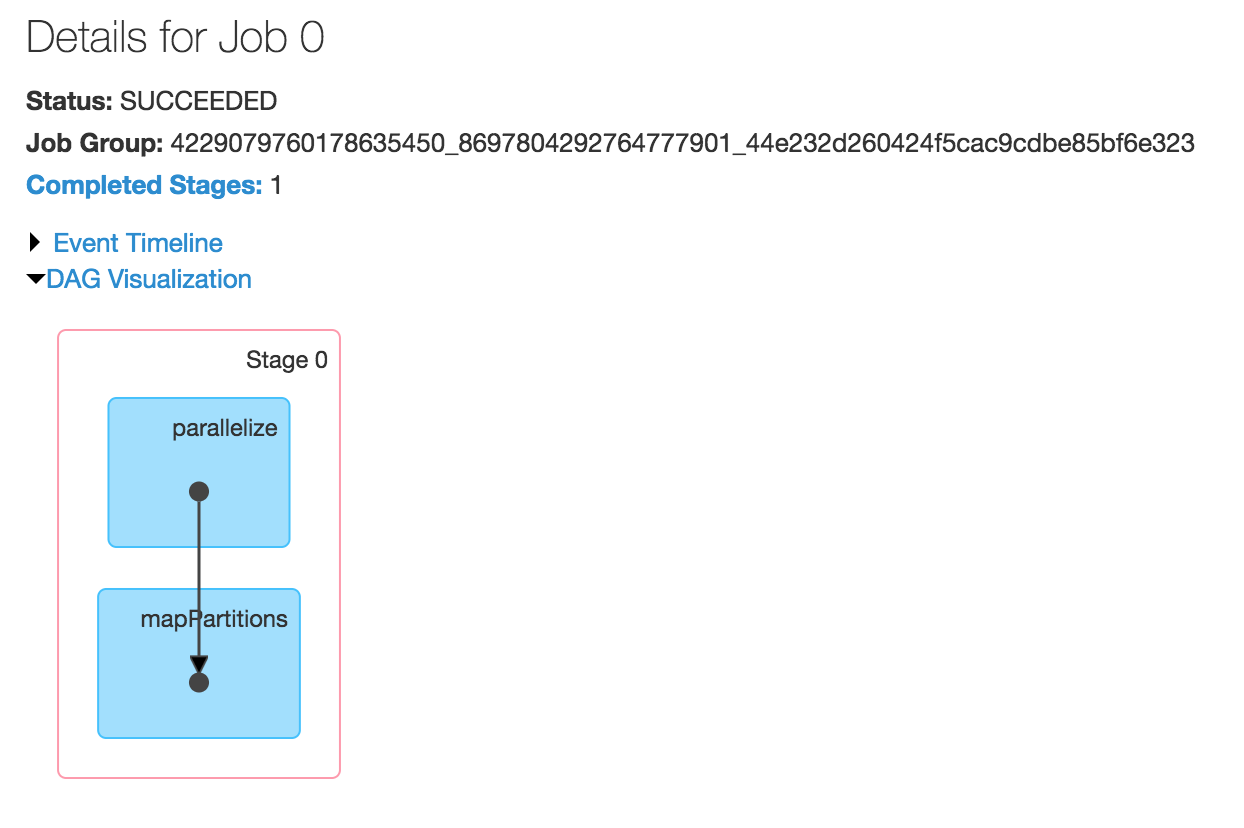 Details for Job 0
Status: SUCCEEDED
Job Group: 4229079760178635450_8697804292764777901_44e232d260424f5cac9cdbe85bf6e323
Completed Stages: 1
Event Timeline
DAG Visualization
Stage 0
parallelize
mapPartitions